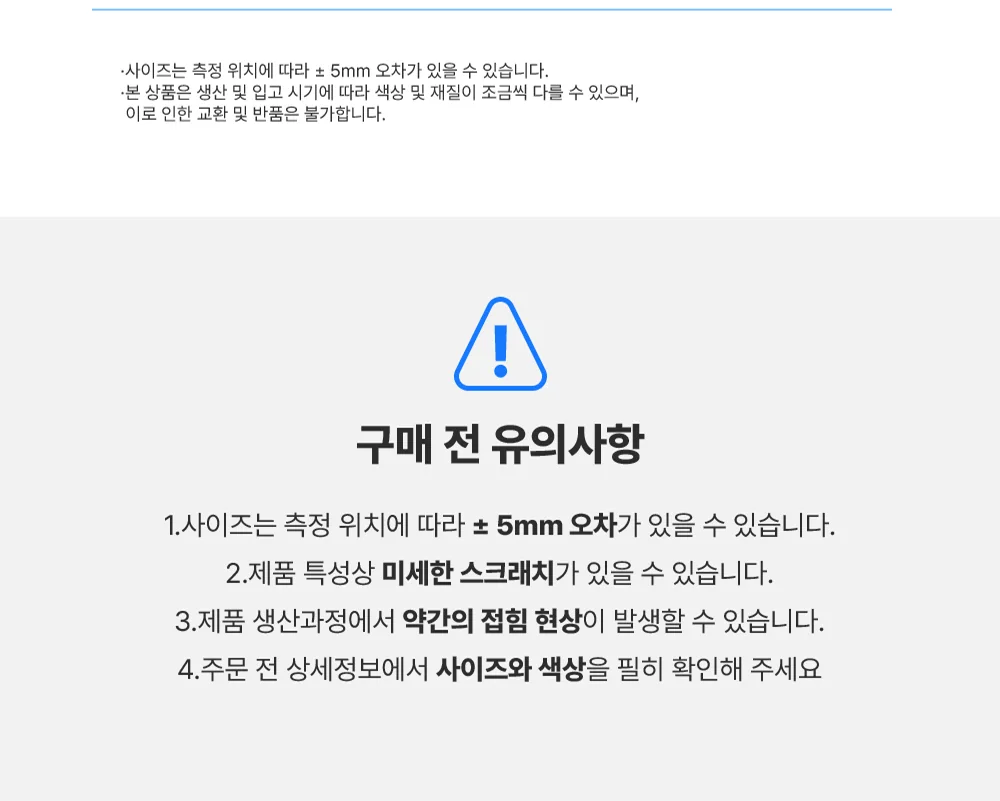 ·사이즈는 측정 위치에 따라 ± 5mm 오차가 있을 수 있습니다.
·본 상품은 생산 및 입고 시기에 따라 색상 및 재질이 조금씩 다를 수 있으며,
이로 인한 교환 및 반품은 불가합니다.
구매 전 유의사항
1.사이즈는 측정 위치에 따라 ± 5mm 오차가 있을 수 있습니다.
2.제품 특성상 미세한 스크래치가 있을 수 있습니다.
3.제품 생산과정에서 약간의 접힘 현상이 발생할 수 있습니다.
4.주문 전 상세정보에서 사이즈와 색상을 필히 확인해 주세요